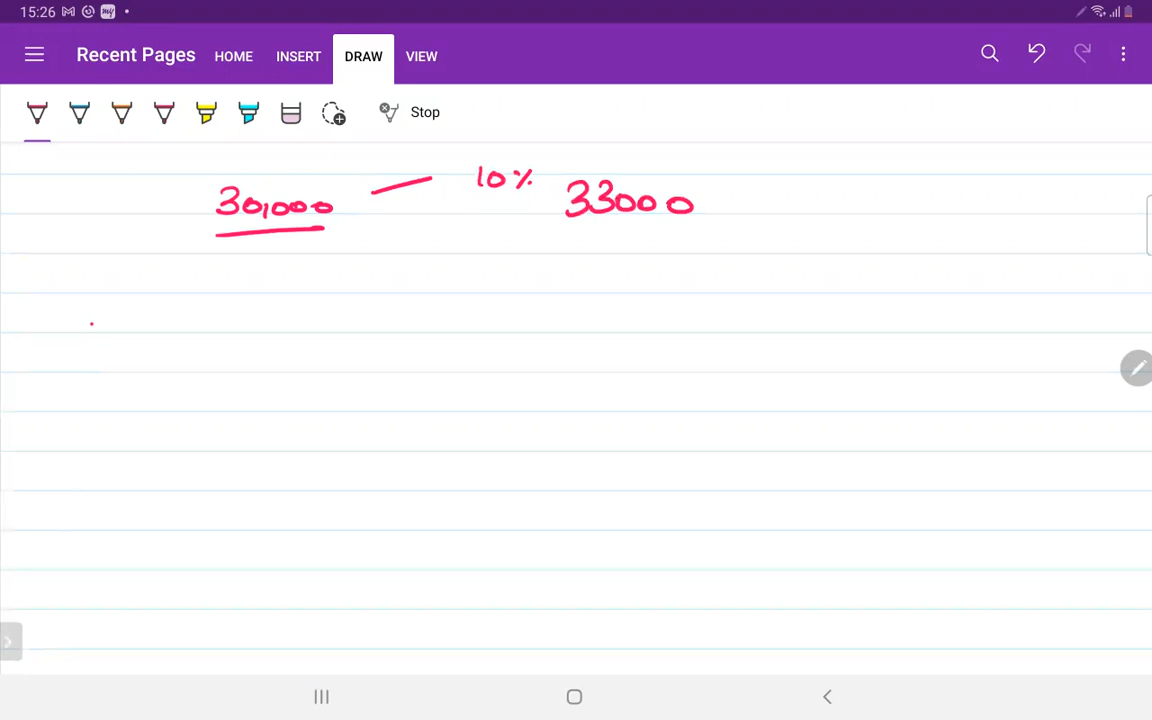 15:26
Recent Pages HOME INSERT DRAW VIEW
Stop
30,000 — 10% 33000